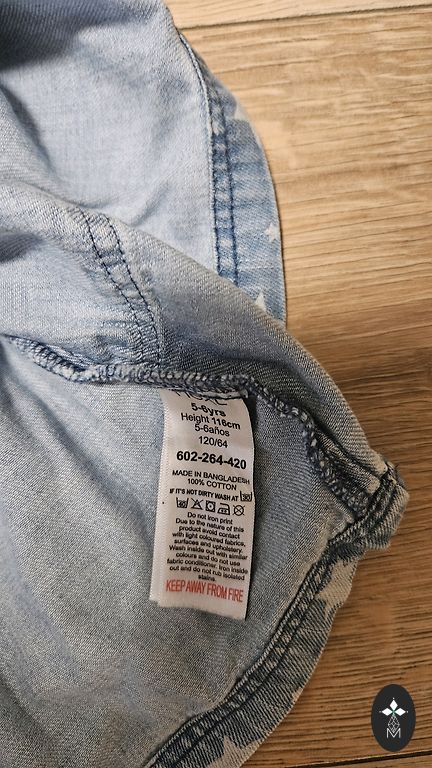 next
5-6yrs
Height 116cm
5-6años
120/64
602-264-420
MADE IN BANGLADESH
100% COTTON
IF IT'S NOT DIRTY WASH AT 30
Do not iron print
Due to the nature of this
product avoid contact
with light coloured fabrics,
surfaces and upholstery.
Wash inside out with similar
colours and do not use
fabric conditioner. Iron inside
out and do not rub isolated
stains.
KEEP AWAY FROM FIRE
M